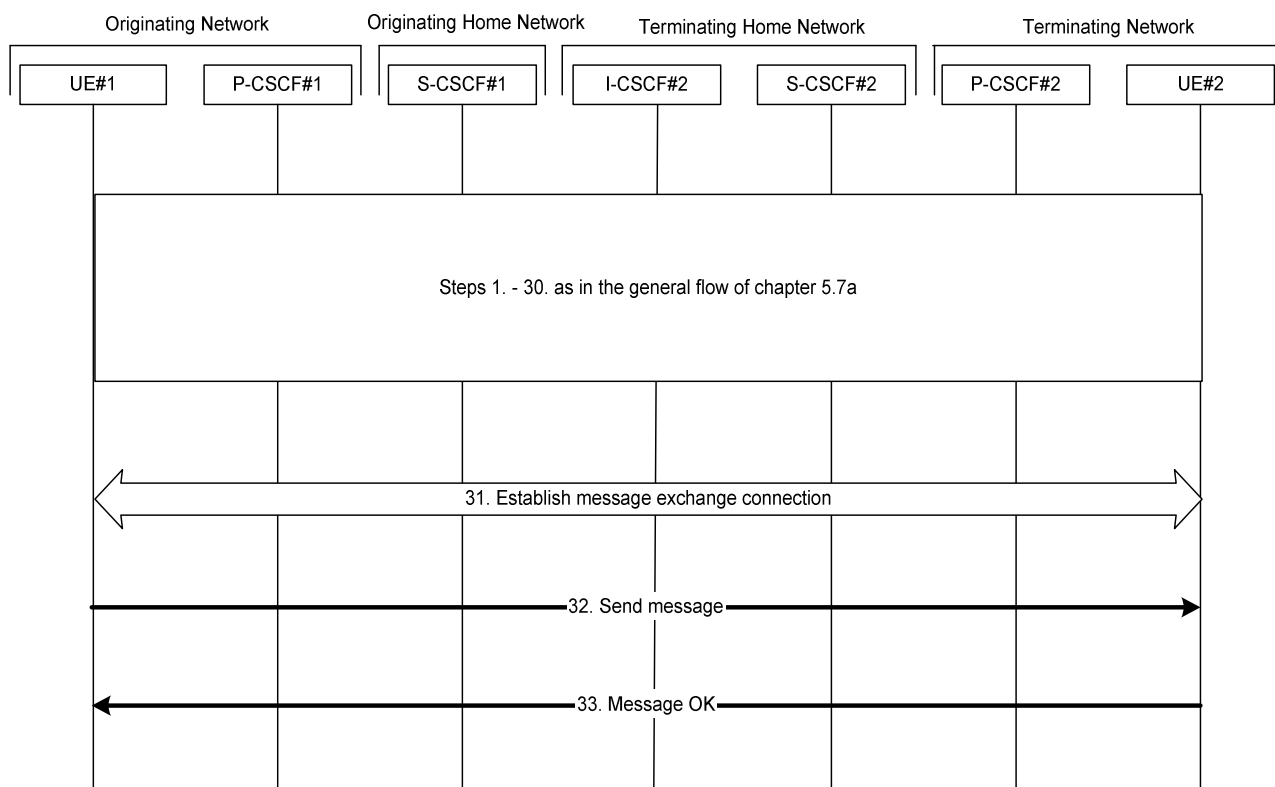 Originating Network
Originating Home Network
Terminating Home Network
Terminating Network
UE#1
P-CSCF#1
S-CSCF#1
I-CSCF#2
S-CSCF#2
P-CSCF#2
UE#2
Steps 1. - 30. as in the general flow of chapter 5.7a
31. Establish message exchange connection
32. Send message
33. Message OK